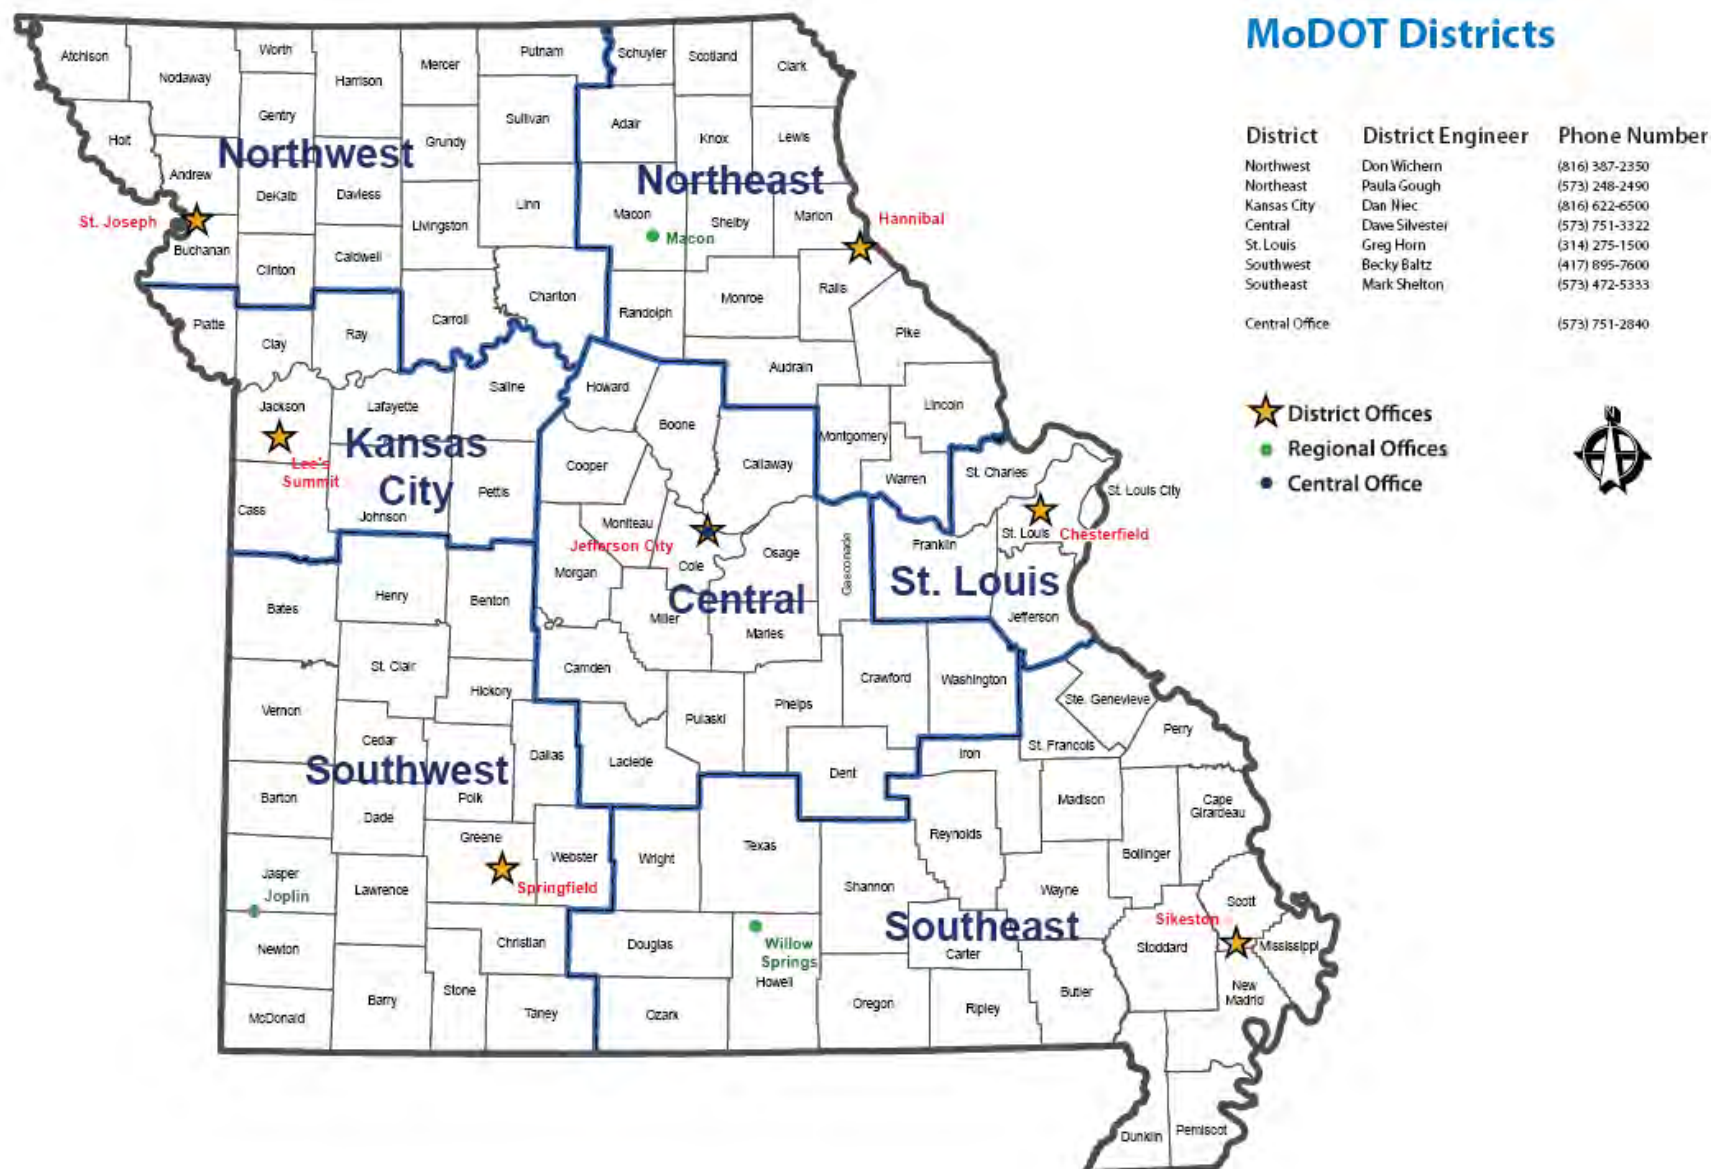 MoDOT Districts
District District Engineer Phone Number
Northwest Don Wichern (816) 387-2350
Northeast Paula Gough (573) 248-2490
Kansas City Dan Niec (816) 622-6500
Central Dave Silvester (573) 751-3322
St. Louis Greg Horn (314) 275-1500
Southwest Becky Baltz (417) 895-7600
Southeast Mark Shelton (573) 472-5333
Central Office (573) 751-2840
District Offices
Regional Offices
Central Office
N
Northwest
Atchison
Nodaway
Worth
Harrison
Mercer
Putnam
Gentry
Sullivan
Holt
Grundy
Andrew
DeKalb
Daviess
Linn
Livingston
St. Joseph
Buchanan
Clinton
Caldwell
Chariton
Carroll
Northeast
Schuyler
Scotland
Clark
Adair
Knox
Lewis
Macon
Shelby
Marion
Hannibal
Macon
Ralls
Monroe
Randolph
Pike
Audrain
Lincoln
Montgomery
Warren
Kansas
City
Platte
Clay
Ray
Saline
Jackson
Lafayette
Lee's
Summit
Pettis
Cass
Johnson
Central
Howard
Boone
Callaway
Cooper
Moniteau
Jefferson City
Cole
Osage
Gasconade
Morgan
Miller
Maries
Camden
Crawford
Washington
Phelps
Pulaski
Laclede
Dent
St. Louis
St. Charles
St. Louis City
St. Louis
Chesterfield
Franklin
Jefferson
Southwest
Bates
Henry
Benton
St. Clair
Hickory
Vernon
Cedar
Dallas
Barton
Polk
Dade
Greene
Webster
Jasper
Joplin
Lawrence
Springfield
Newton
Christian
Barry
Stone
Taney
McDonald
Southeast
Ste. Genevieve
Perry
St. Francois
Iron
Madison
Cape
Girardeau
Reynolds
Bollinger
Wright
Texas
Shannon
Wayne
Scott
Sikeston
Mississippi
Stoddard
Douglas
Willow
Springs
Howell
Carter
New
Madrid
Butler
Ozark
Oregon
Ripley
Dunklin
Pemiscot